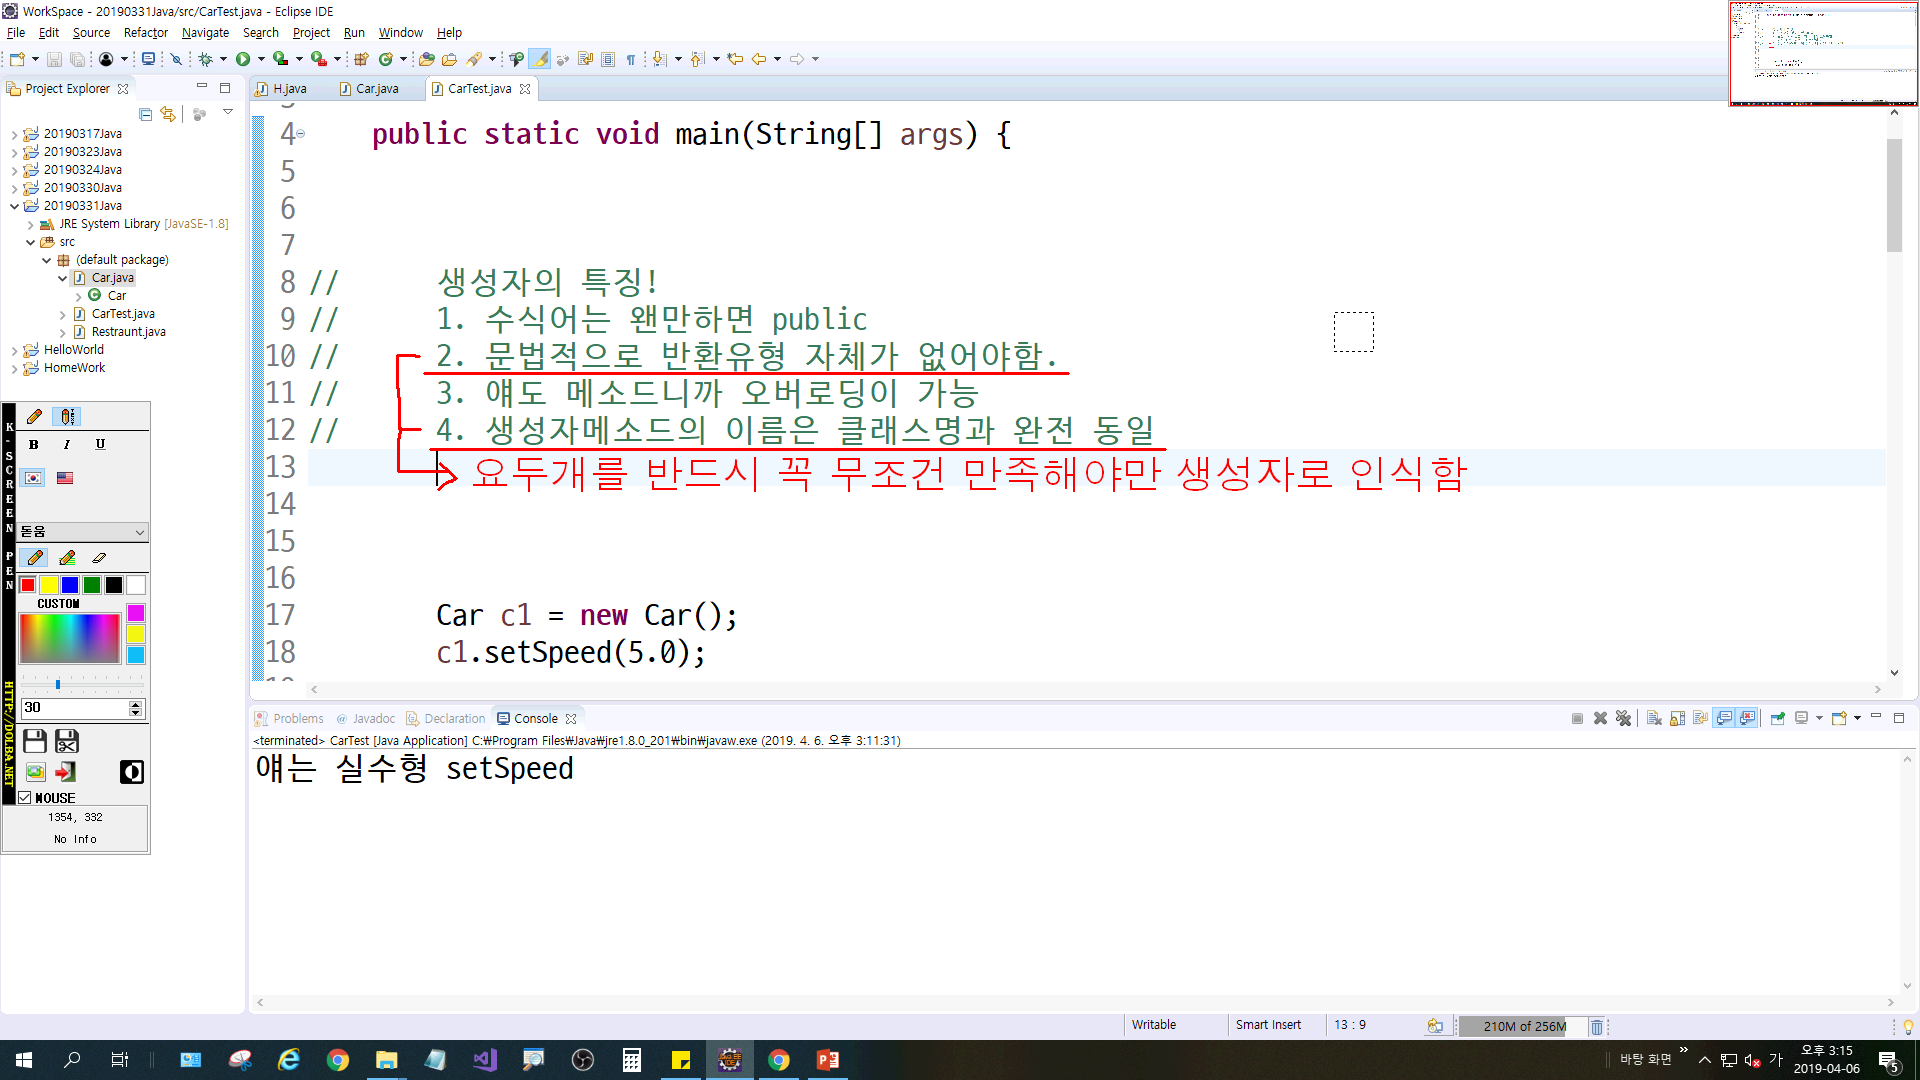 WorkSpace - 20190331Java/src/CarTest.java - Eclipse IDE
File Edit Source Refactor Navigate Search Project Run Window Help
Project Explorer
H.java Car.java CarTest.java
20190317Java
20190323Java
20190324Java
20190330Java
20190331Java
JRE System Library [JavaSE-1.8]
src
(default package)
Car.java
Car
CarTest.java
Restraunt.java
HelloWorld
HomeWork
4 public static void main(String[] args) {
5
6
7
8 // 생성자의 특징!
9 // 1. 수식어는 왠만하면 public
10 // 2. 문법적으로 반환유형 자체가 없어야함.
11 // 3. 얘도 메소드니까 오버로딩이 가능
12 // 4. 생성자메소드의 이름은 클래스명과 완전 동일
13 요두개를 반드시 꼭 무조건 만족해야만 생성자로 인식함
14
15
16
17 Car c1 = new Car();
18 c1.setSpeed(5.0);
K-SCREEN PEN
HTTP://DOLBA.NET
B I U
돋움
CUSTOM
30
MOUSE
1354, 332
No Info
Problems Javadoc Declaration Console
<terminated> CarTest [Java Application] C:₩Program Files₩Java₩jre1.8.0_201₩bin₩javaw.exe (2019. 4. 6. 오후 3:11:31)
얘는 실수형 setSpeed
Writable Smart Insert 13 : 9 210M of 256M
바탕 화면 가 오후 3:15
2019-04-06
5